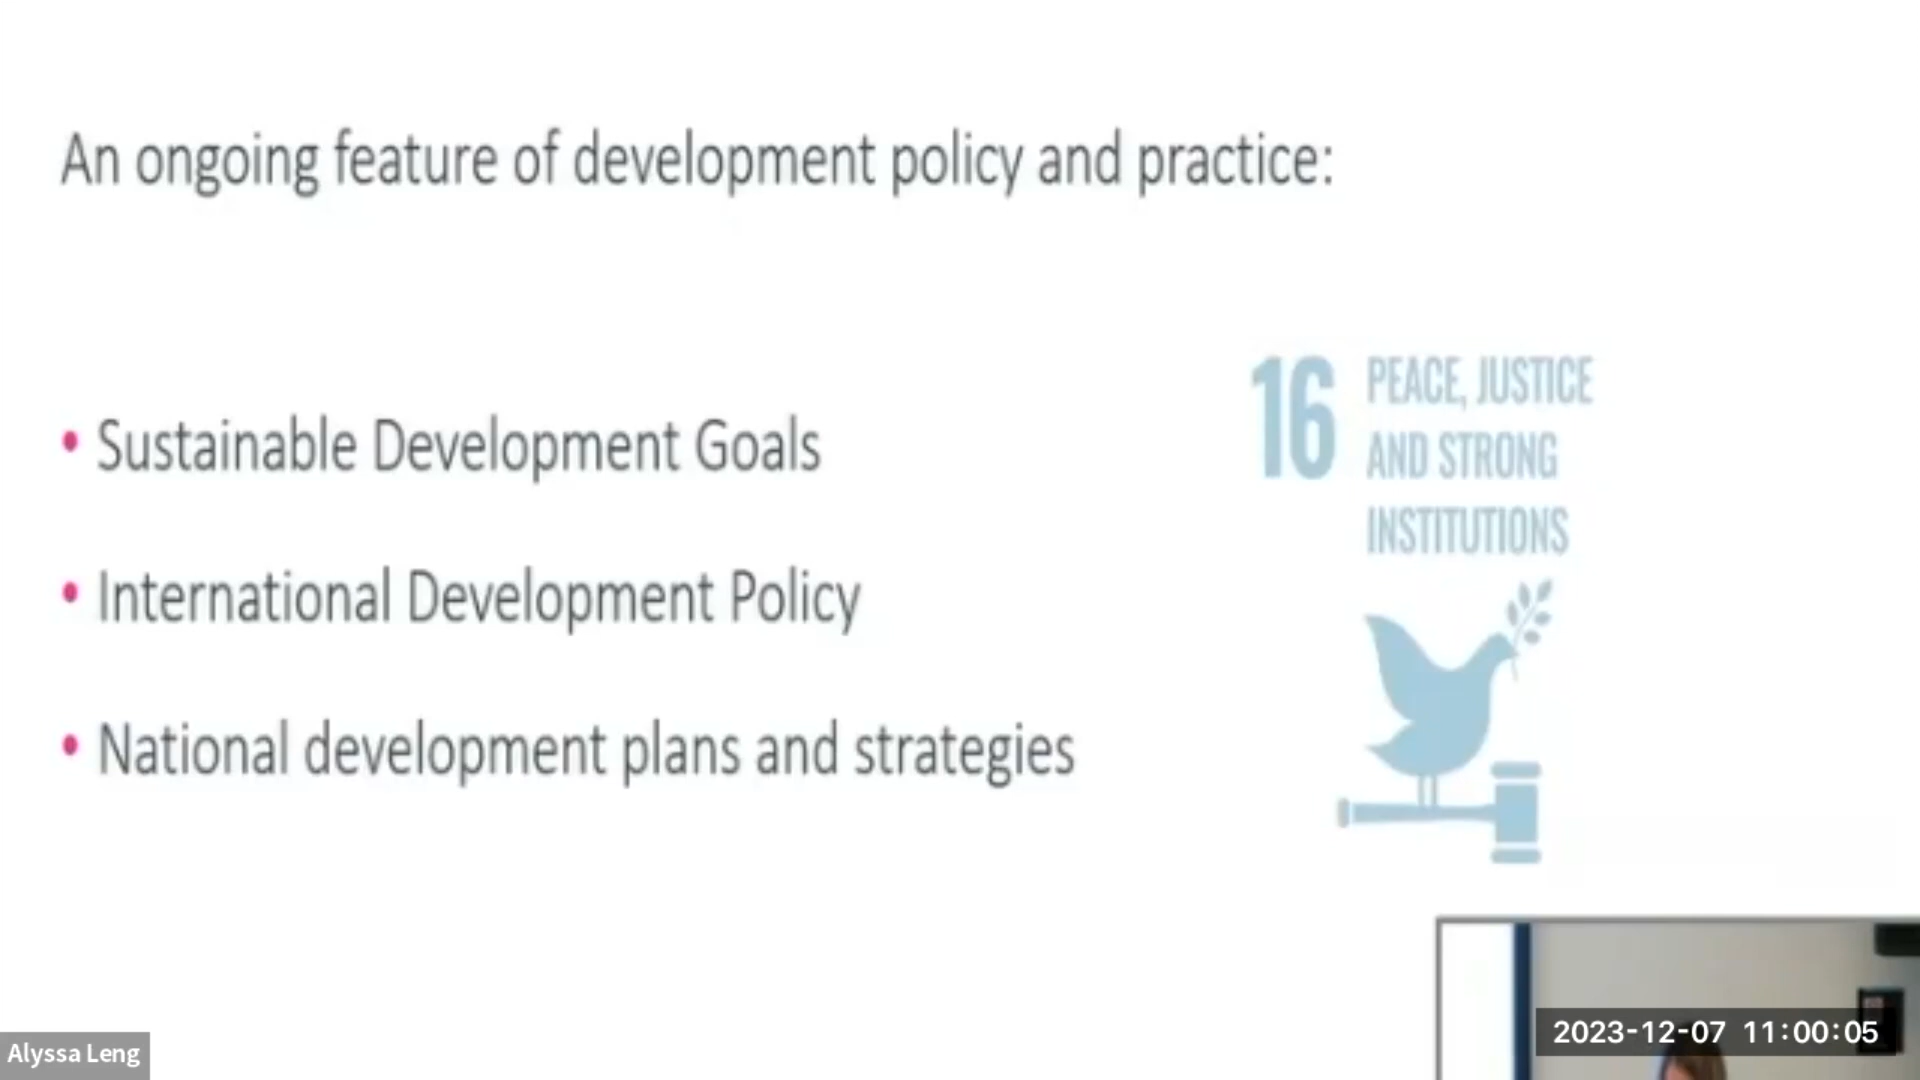 An ongoing feature of development policy and practice:
• Sustainable Development Goals
• International Development Policy
• National development plans and strategies
16 PEACE, JUSTICE
AND STRONG
INSTITUTIONS
Alyssa Leng
2023-12-07 11:00:05